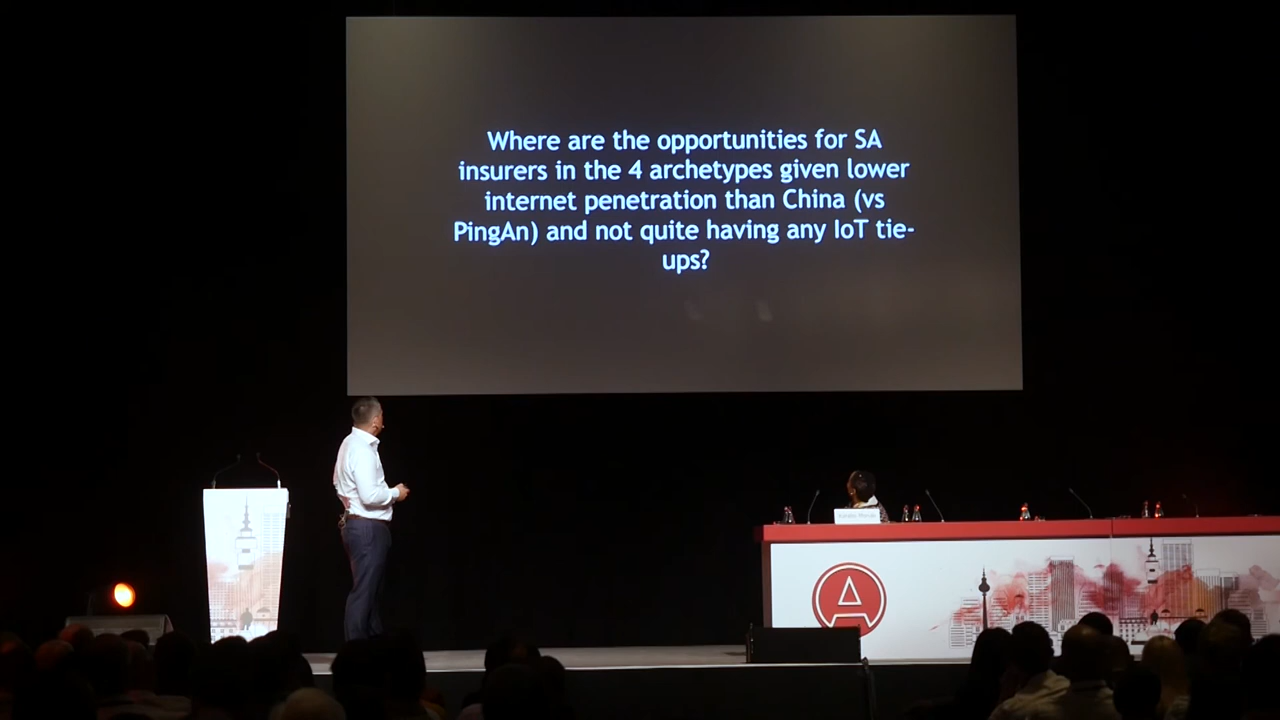 Where are the opportunities for SA
insurers in the 4 archetypes given lower
internet penetration than China (vs
PingAn) and not quite having any IoT tie-
ups?
A